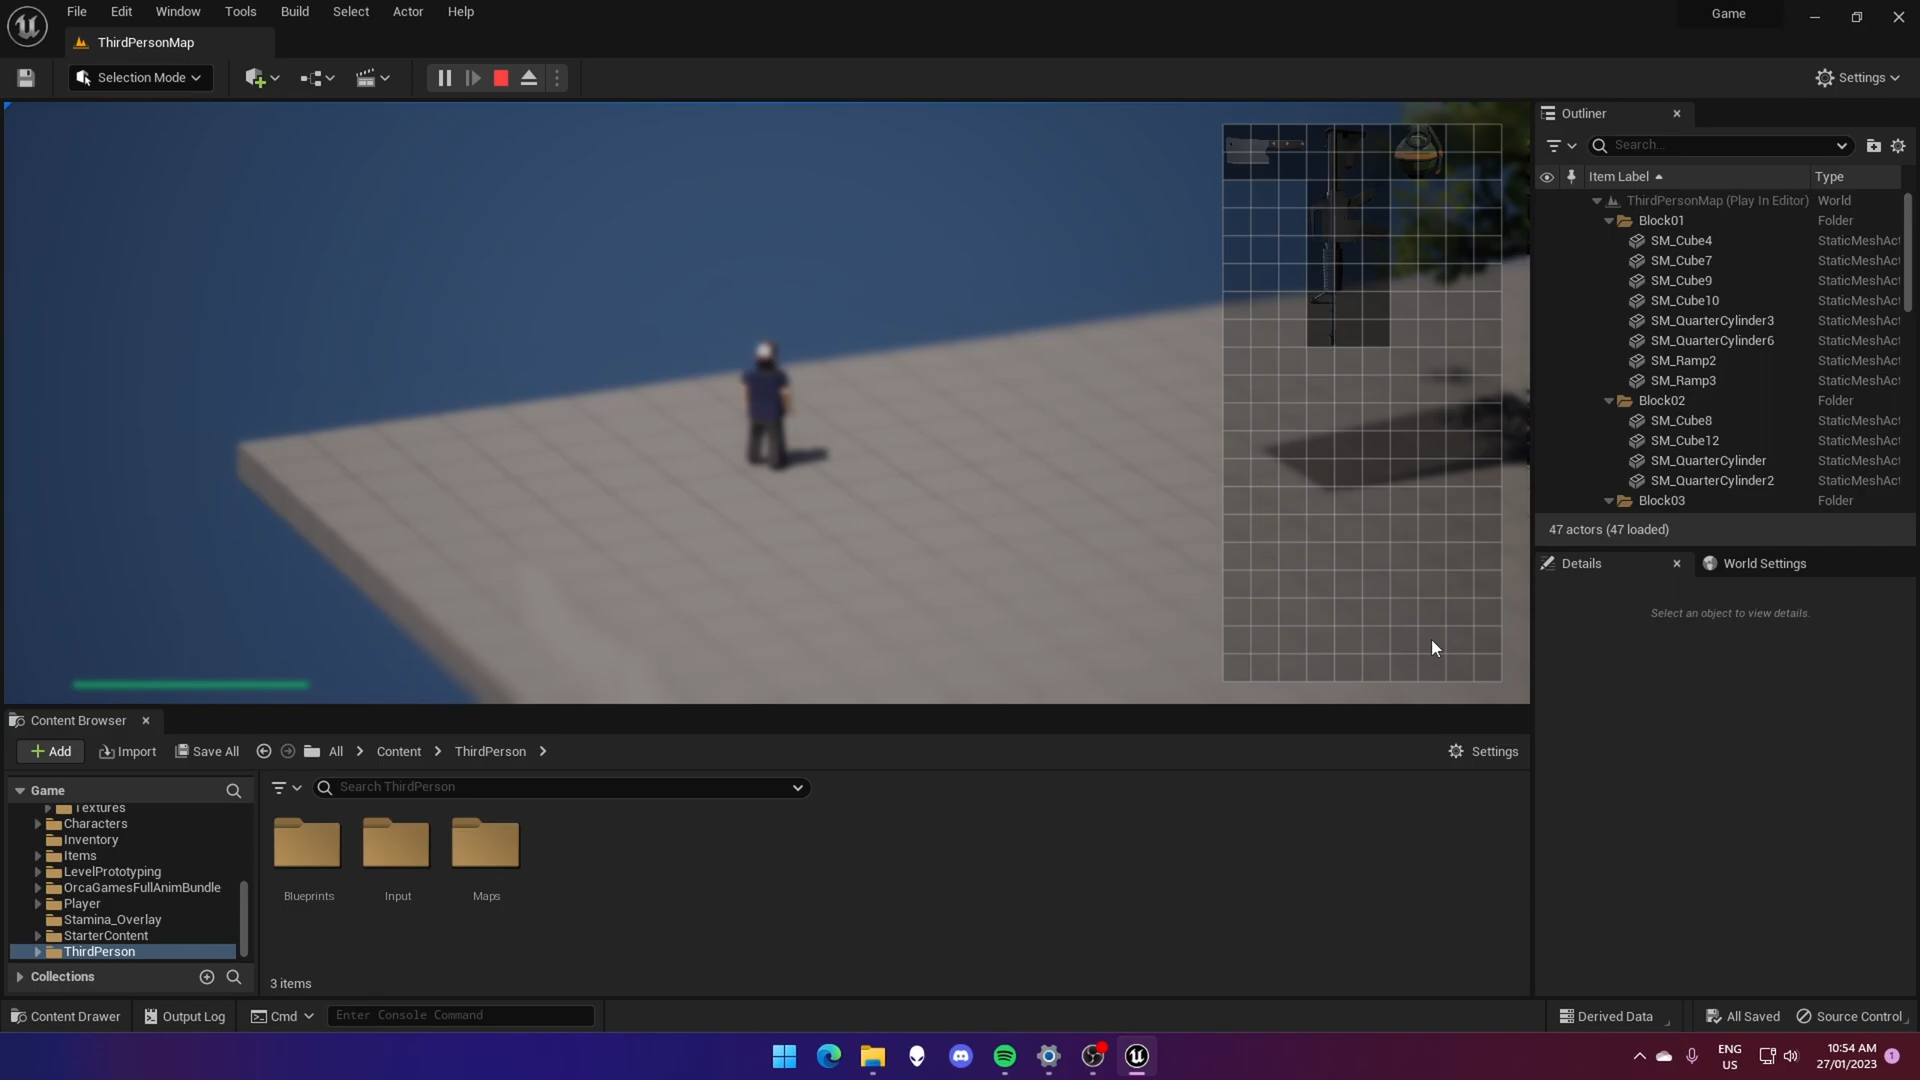 File Edit Window Tools Build Select Actor Help
Game
ThirdPersonMap
Selection Mode
Settings
Outliner
Search...
Item Label Type
ThirdPersonMap (Play In Editor) World
Block01 Folder
SM_Cube4 StaticMeshAct
SM_Cube7 StaticMeshAct
SM_Cube9 StaticMeshAct
SM_Cube10 StaticMeshAct
SM_QuarterCylinder3 StaticMeshAct
SM_QuarterCylinder6 StaticMeshAct
SM_Ramp2 StaticMeshAct
SM_Ramp3 StaticMeshAct
Block02 Folder
SM_Cube8 StaticMeshAct
SM_Cube12 StaticMeshAct
SM_QuarterCylinder StaticMeshAct
SM_QuarterCylinder2 StaticMeshAct
Block03 Folder
47 actors (47 loaded)
Details World Settings
Select an object to view details.
Content Browser
Add Import Save All All Content ThirdPerson Settings
Game
Search ThirdPerson
Textures
Characters
Inventory
Items
LevelPrototyping
OrcaGamesFullAnimBundle
Player
Stamina_Overlay
StarterContent
ThirdPerson
Collections
Blueprints Input Maps
3 items
Content Drawer Output Log Cmd Enter Console Command Derived Data All Saved Source Control
ENG
US
10:54 AM
27/01/2023
1